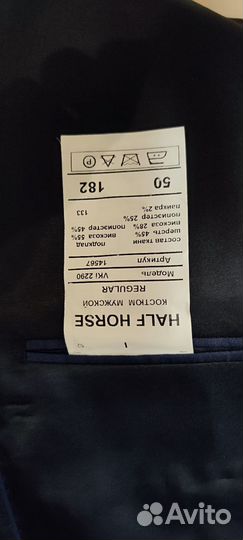 HALF HORSE
REGULAR
КОСТЮМ МУЖСКОЙ
Модель VKI 2290
Артикул 14567
состав ткани подклад
шерсть 45% вискоза 55%
вискоза 28% полиэстер 45%
полиэстер 25%
лайкра 2% 133
50 182
P
Avito